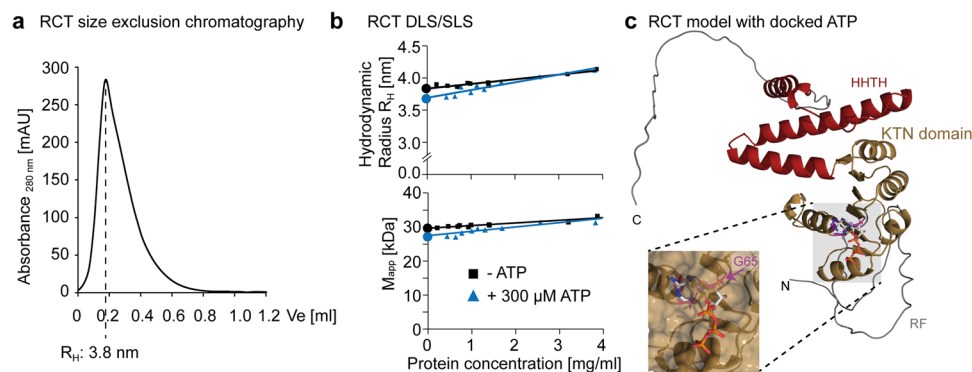 a RCT size exclusion chromatography
Absorbance 280 nm [mAU]
300
250
200
150
100
50
0
0 0.2 0.4 0.6 0.8 1.0 1.2 Ve [ml]
RH: 3.8 nm
b RCT DLS/SLS
Hydrodynamic
Radius RH [nm]
4.5
4.0
3.5
3.0
Mapp [kDa]
40
30
20
10
0
- ATP
+ 300 µM ATP
0 1 2 3 4
Protein concentration [mg/ml]
c RCT model with docked ATP
HHTH
KTN domain
C
G65
N
RF